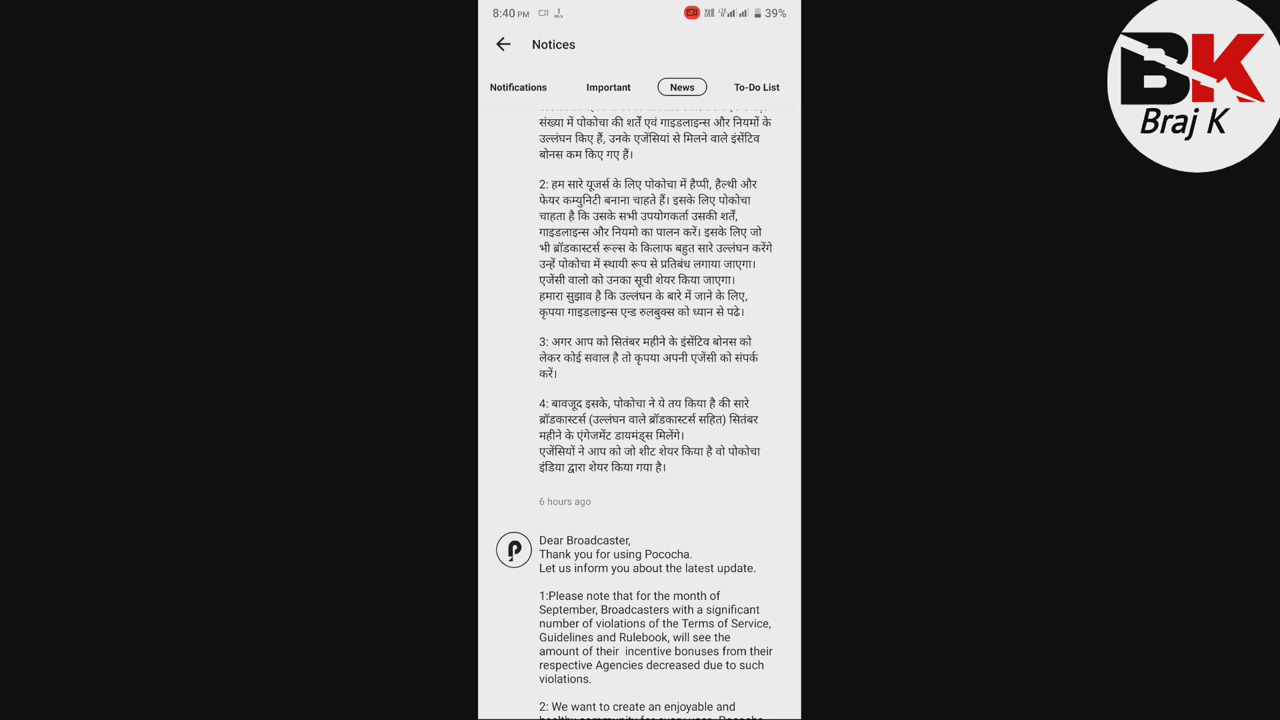 8:40 PM
39%
Notices
Notifications
Important
News
To-Do List
संख्या में पोकोचा की शर्तें एवं गाइडलाइन्स और नियमों के
उल्लंघन किए हैं, उनके एजेंसियां से मिलने वाले इंसेंटिव
बोनस कम किए गए हैं।
2: हम सारे यूजर्स के लिए पोकोचा में हैप्पी, हैल्थी और
फेयर कम्युनिटी बनाना चाहते हैं। इसके लिए पोकोचा
चाहता है कि उसके सभी उपयोगकर्ता उसकी शर्तें,
गाइडलाइन्स और नियमो का पालन करें। इसके लिए जो
भी ब्रॉडकास्टर्स रूल्स के किलाफ बहुत सारे उल्लंघन करेंगे
उन्हें पोकोचा में स्थायी रूप से प्रतिबंध लगाया जाएगा।
एजेंसी वालो को उनका सूची शेयर किया जाएगा।
हमारा सुझाव है कि उल्लंघन के बारे में जाने के लिए,
कृपया गाइडलाइन्स एन्ड रुलबुक्स को ध्यान से पढे।
3: अगर आप को सितंबर महीने के इंसेंटिव बोनस को
लेकर कोई सवाल है तो कृपया अपनी एजेंसी को संपर्क
करें।
4: बावजूद इसके, पोकोचा ने ये तय किया है की सारे
ब्रॉडकास्टर्स (उल्लंघन वाले ब्रॉडकास्टर्स सहित) सितंबर
महीने के एंगेजमेंट डायमंड्स मिलेंगे।
एजेंसियों ने आप को जो शीट शेयर किया है वो पोकोचा
इंडिया द्वारा शेयर किया गया है।
6 hours ago
Dear Broadcaster,
Thank you for using Pococha.
Let us inform you about the latest update.
1:Please note that for the month of
September, Broadcasters with a significant
number of violations of the Terms of Service,
Guidelines and Rulebook, will see the
amount of their incentive bonuses from their
respective Agencies decreased due to such
violations.
2: We want to create an enjoyable and
BK
Braj K